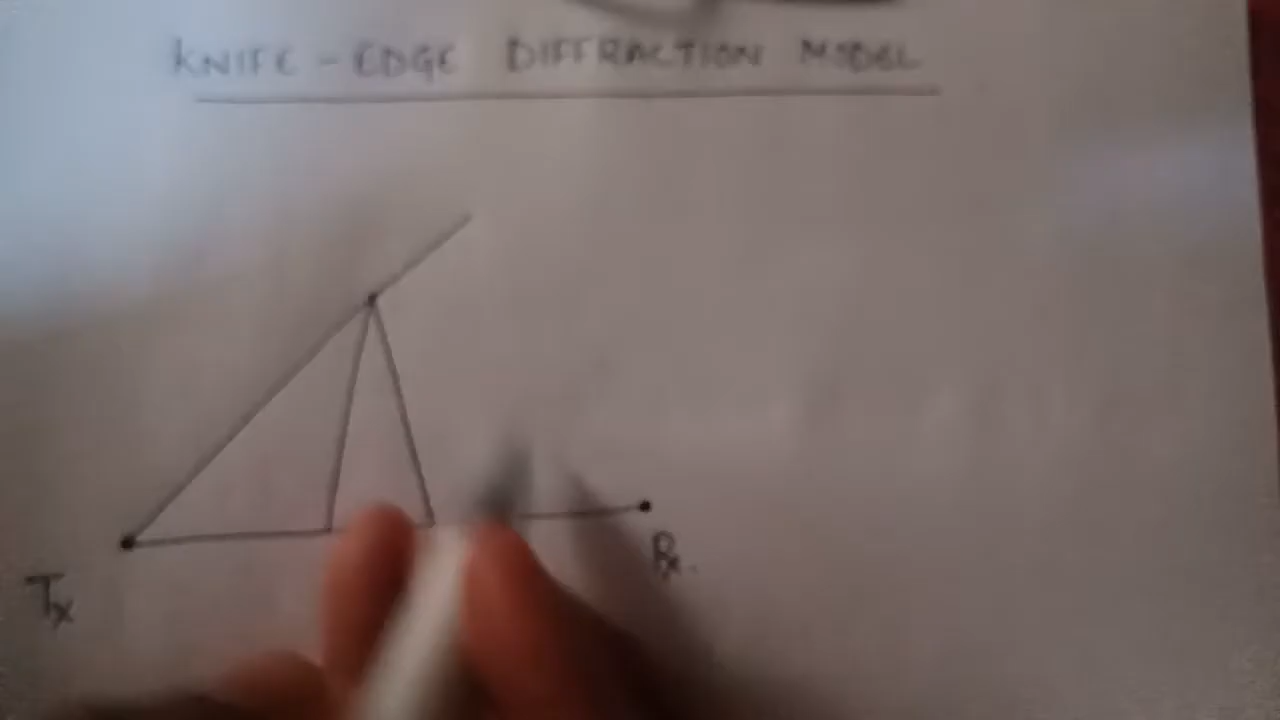 KNIFE - EDGE DIFFRACTION MODEL
Tx
Rx.